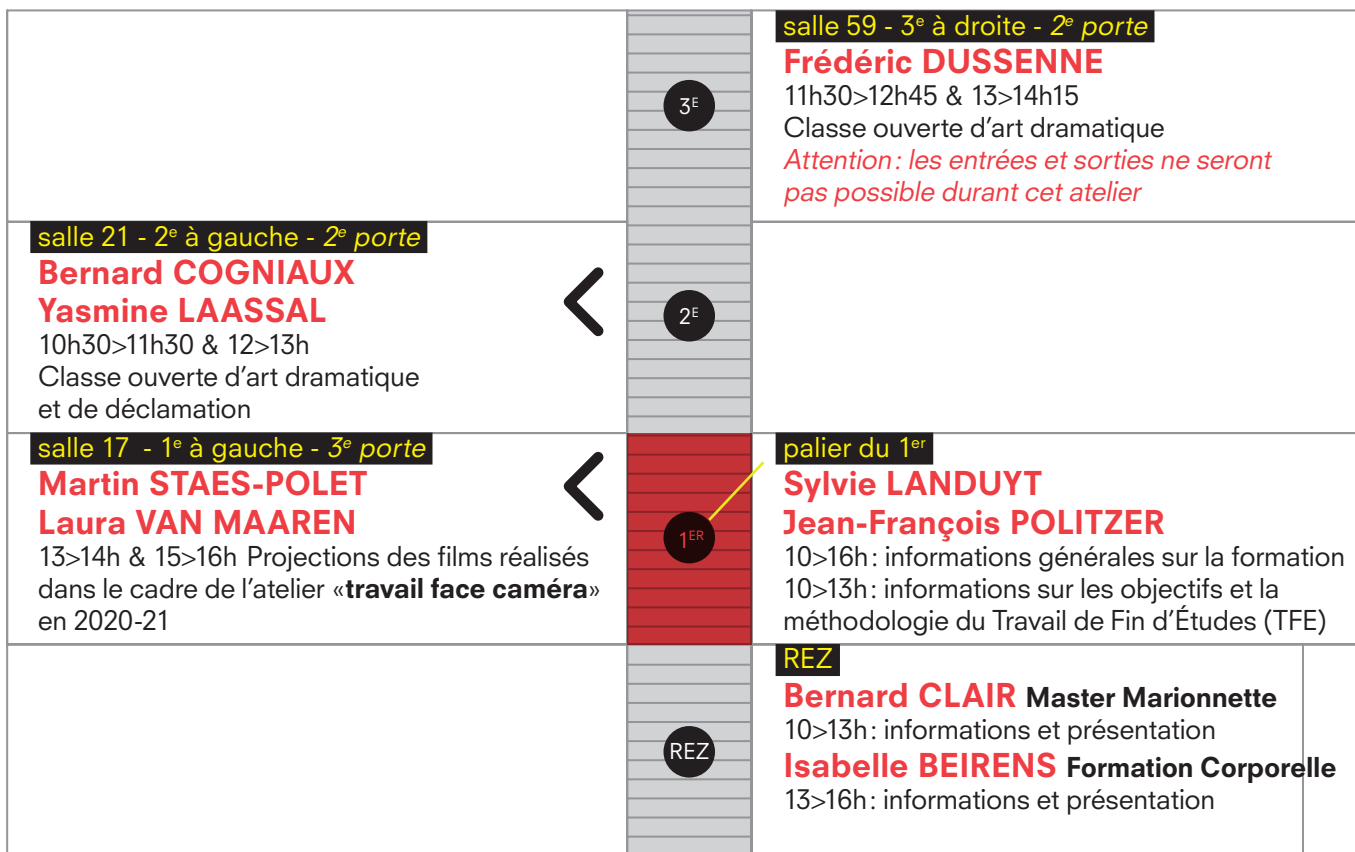 salle 59 - 3e à droite - 2e porte
Frédéric DUSSENNE
11h30>12h45 & 13>14h15
Classe ouverte d'art dramatique
Attention : les entrées et sorties ne seront
pas possible durant cet atelier
3E
salle 21 - 2e à gauche - 2e porte
Bernard COGNIAUX
Yasmine LAASSAL
10h30>11h30 & 12>13h
Classe ouverte d'art dramatique
et de déclamation
2E
salle 17 - 1e à gauche - 3e porte
Martin STAES-POLET
Laura VAN MAAREN
13>14h & 15>16h Projections des films réalisés
dans le cadre de l'atelier «travail face caméra»
en 2020-21
1ER
palier du 1er
Sylvie LANDUYT
Jean-François POLITZER
10>16h : informations générales sur la formation
10>13h : informations sur les objectifs et la
méthodologie du Travail de Fin d'Études (TFE)
REZ
REZ
Bernard CLAIR Master Marionnette
10>13h : informations et présentation
Isabelle BEIRENS Formation Corporelle
13>16h : informations et présentation